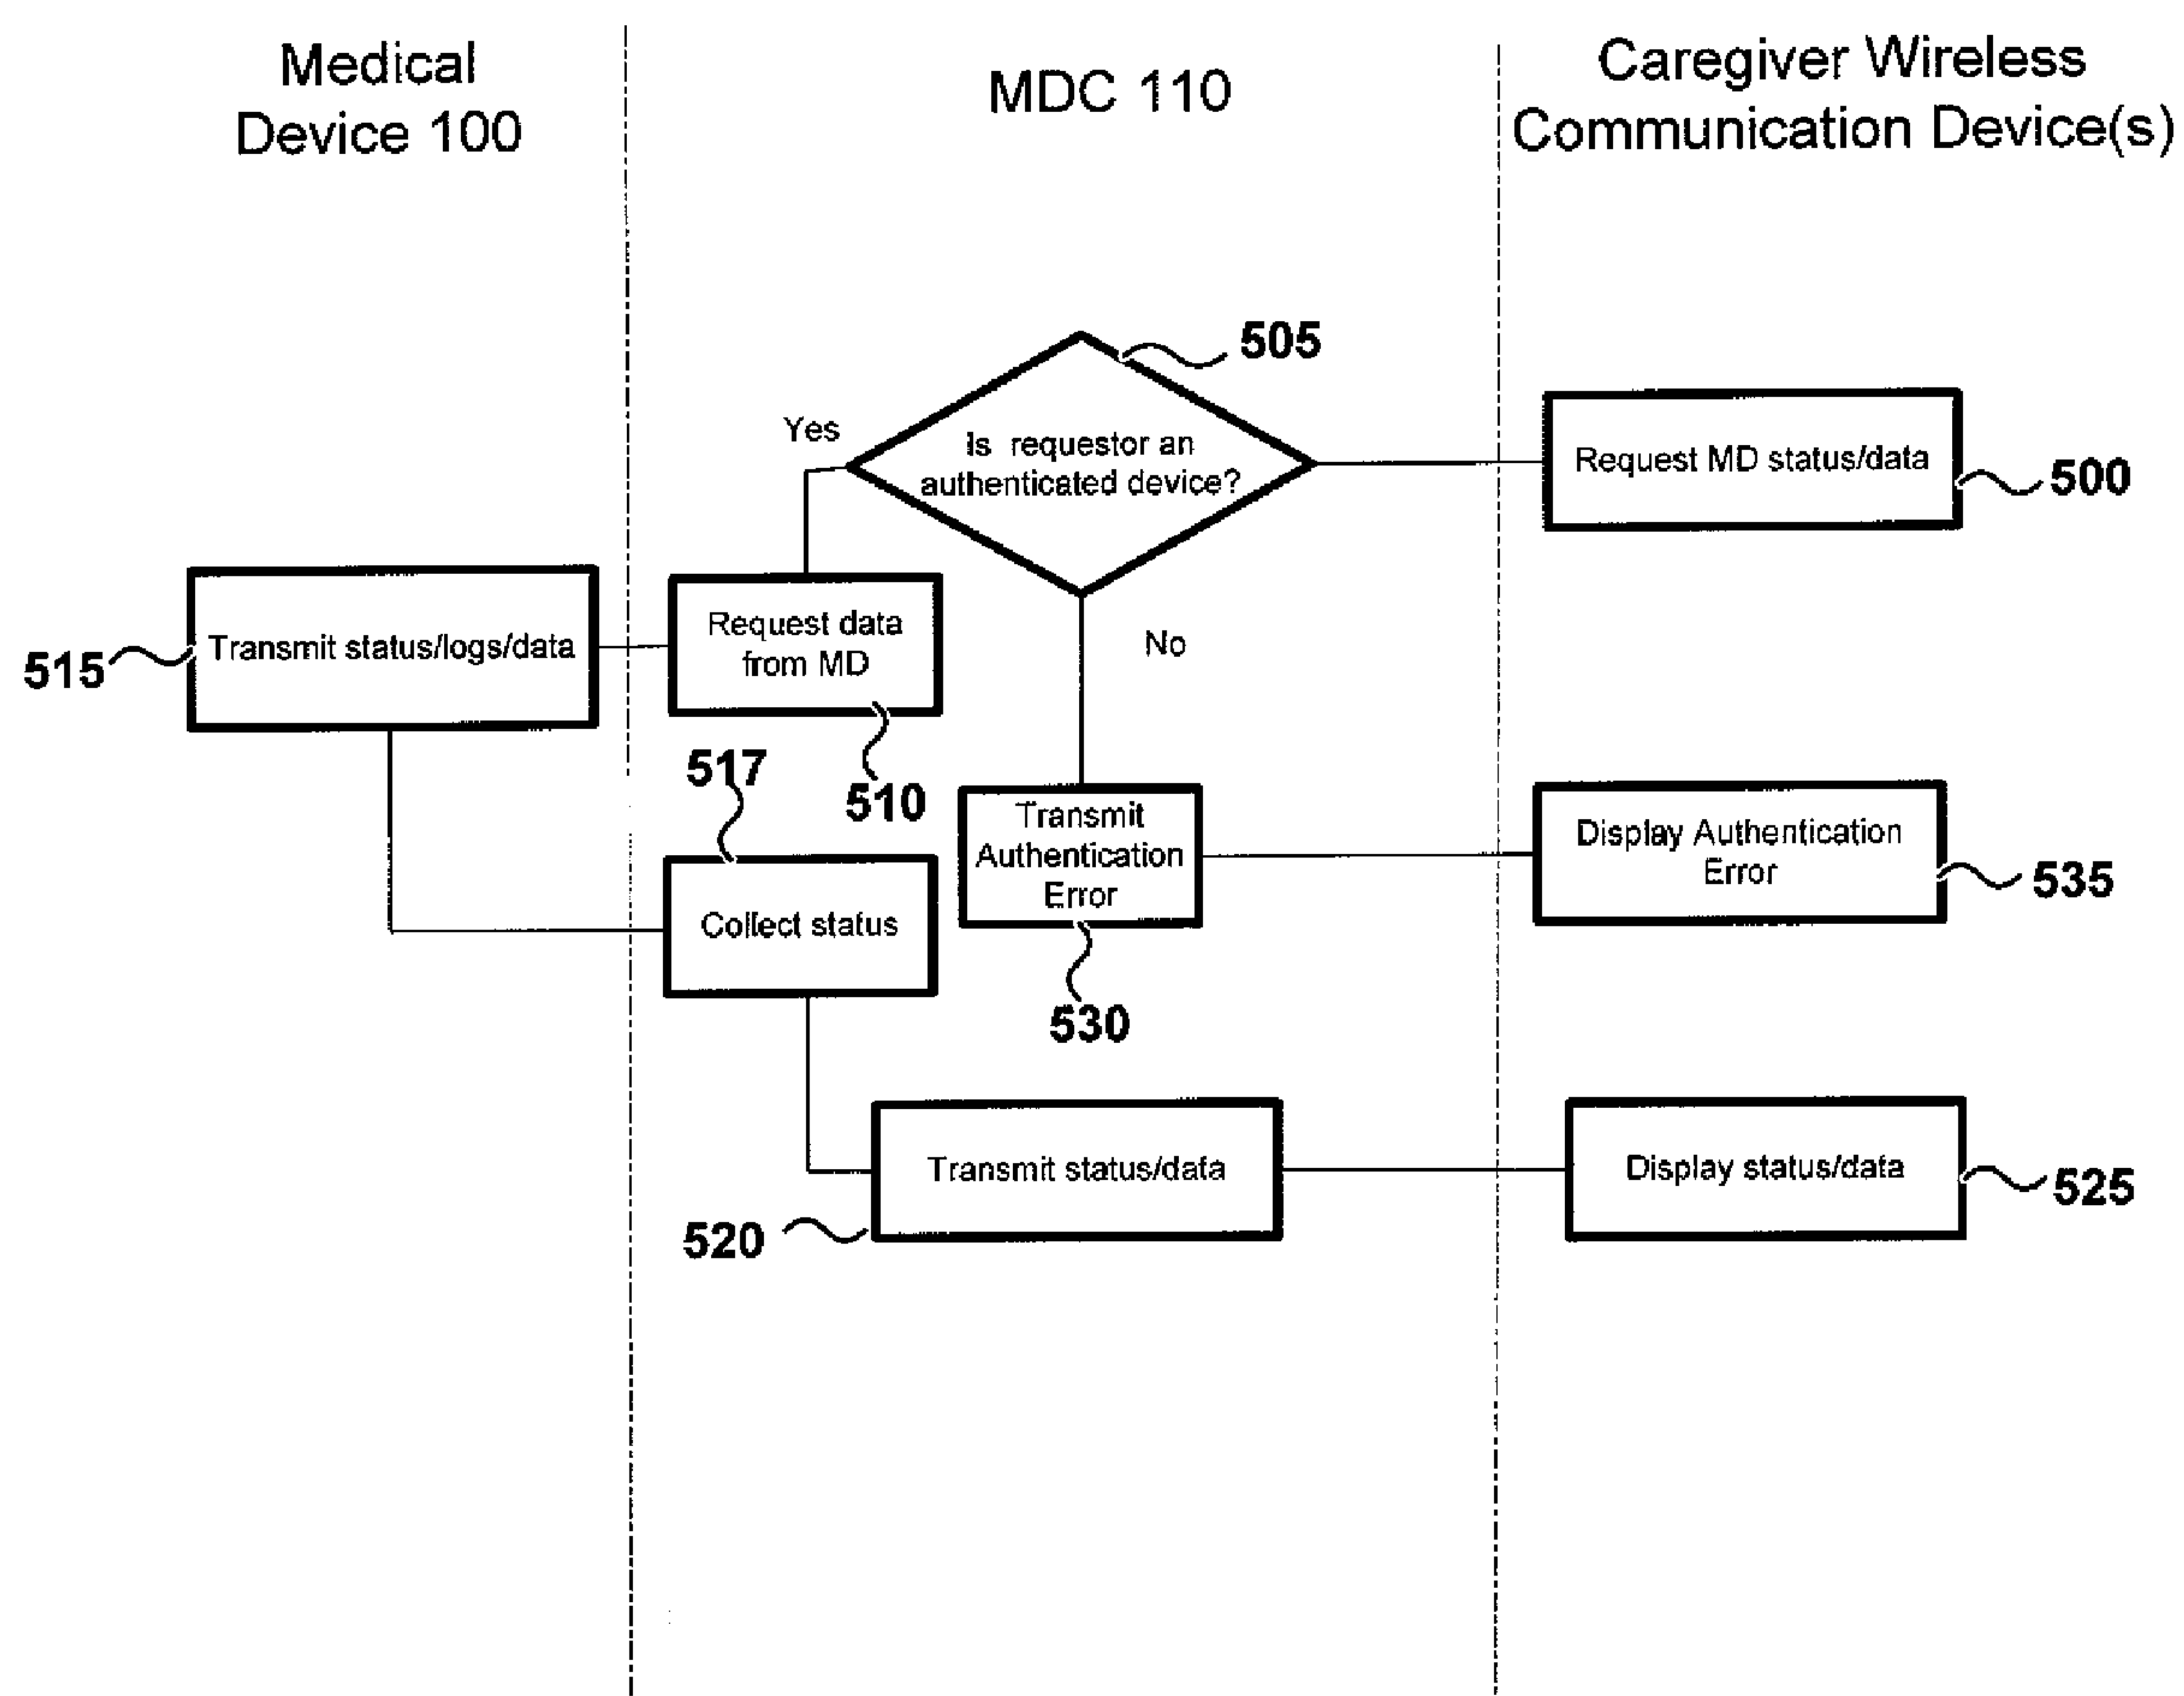 Medical
Device 100
MDC 110
Caregiver Wireless
Communication Device(s)
505
Yes
Is requestor an
authenticated device?
Request MD status/data
500
Transmit status/logs/data
515
Request data
from MD
No
517
510
Transmit
Authentication
Error
Display Authentication
Error
535
Collect status
530
Transmit status/data
Display status/data
525
520